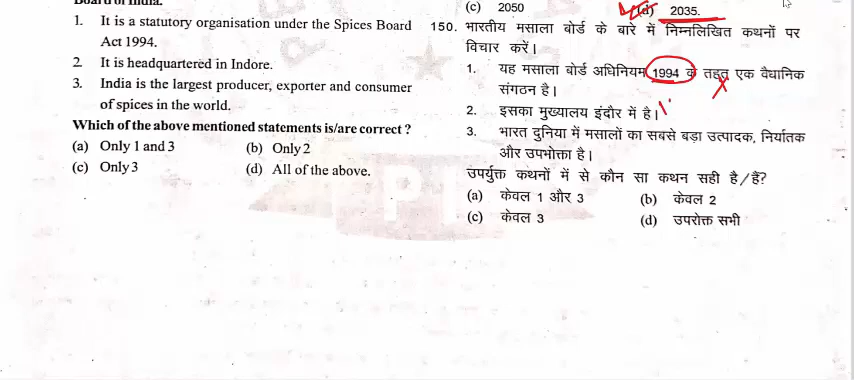 Board of India.
1. It is a statutory organisation under the Spices Board
Act 1994.
2. It is headquartered in Indore.
3. India is the largest producer, exporter and consumer
of spices in the world.
Which of the above mentioned statements is/are correct ?
(a) Only 1 and 3 (b) Only 2
(c) Only 3 (d) All of the above.
(c) 2050 (d) 2035.
150. भारतीय मसाला बोर्ड के बारे में निम्नलिखित कथनों पर
विचार करें।
1. यह मसाला बोर्ड अधिनियम 1994 के तहत एक वैधानिक
संगठन है।
2. इसका मुख्यालय इंदौर में है।
3. भारत दुनिया में मसालों का सबसे बड़ा उत्पादक, निर्यातक
और उपभोक्ता है।
उपर्युक्त कथनों में से कौन सा कथन सही है/हैं?
(a) केवल 1 और 3 (b) केवल 2
(c) केवल 3 (d) उपरोक्त सभी